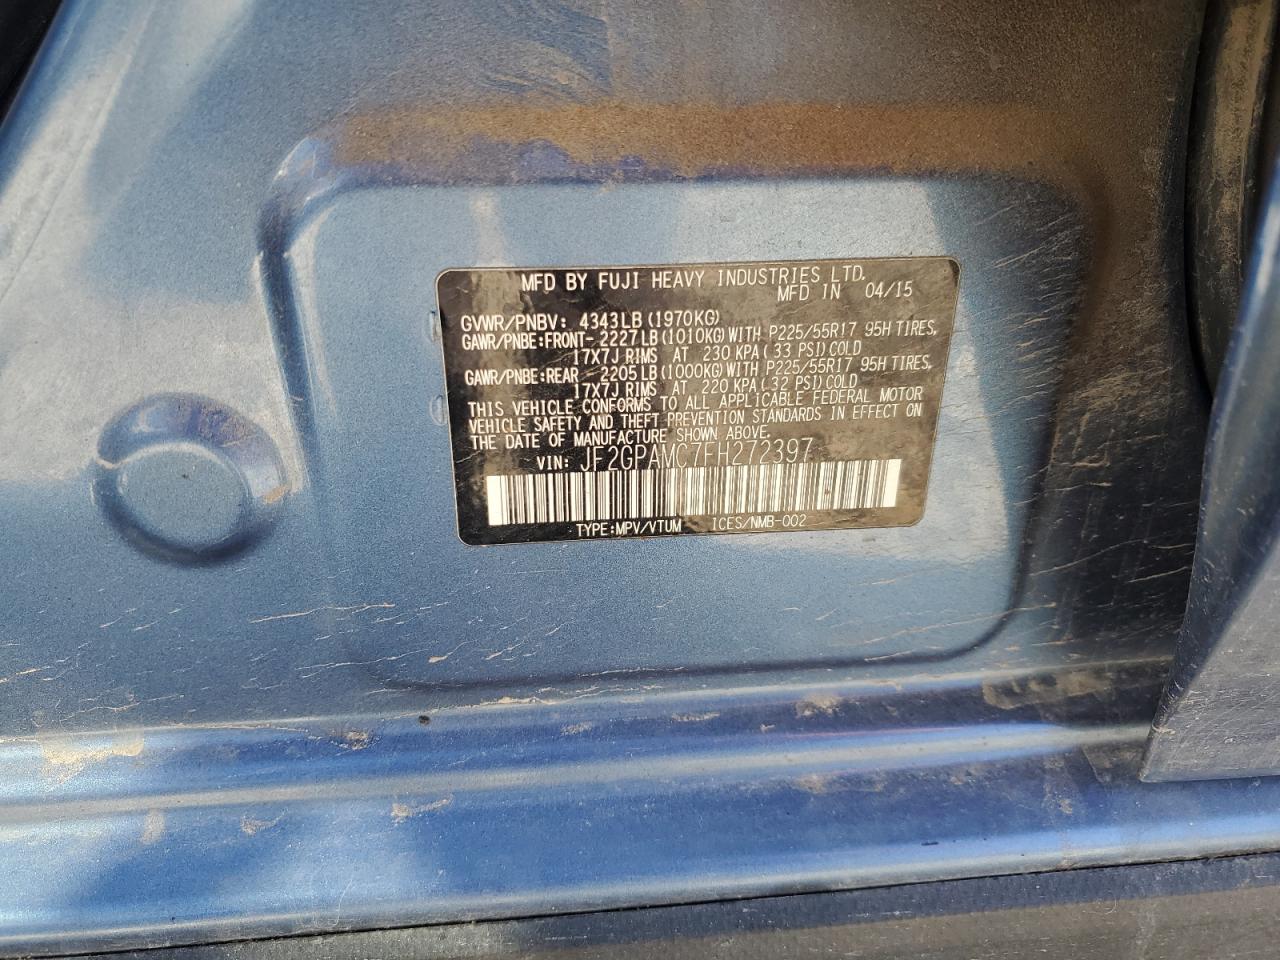 MFD BY FUJI HEAVY INDUSTRIES LTD.
MFD IN 04/15
GVWR/PNBV: 4343LB (1970KG)
GAWR/PNBE:FRONT- 2227LB (1010KG) WITH P225/55R17 95H TIRES,
17X7J RIMS AT 230 KPA (33 PSI) COLD
GAWR/PNBE:REAR - 2205LB (1000KG) WITH P225/55R17 95H TIRES,
17X7J RIMS AT 220 KPA (32 PSI) COLD
THIS VEHICLE CONFORMS TO ALL APPLICABLE FEDERAL MOTOR
VEHICLE SAFETY AND THEFT PREVENTION STANDARDS IN EFFECT ON
THE DATE OF MANUFACTURE SHOWN ABOVE.
VIN: JF2GPAMC7FH272397
TYPE:MPV/VTUM ICES/NMB-002